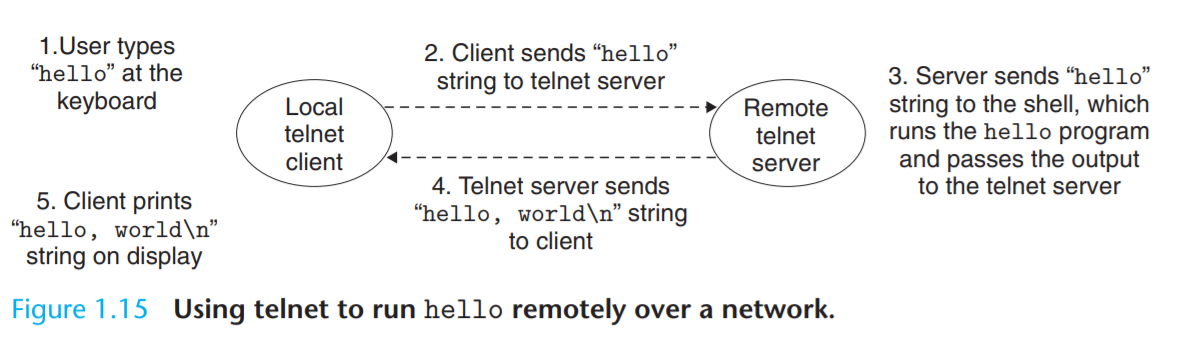 1.User types
“hello” at the
keyboard
2. Client sends “hello”
string to telnet server
3. Server sends “hello”
string to the shell, which
runs the hello program
and passes the output
to the telnet server
Local
telnet
client
Remote
telnet
server
4. Telnet server sends
“hello, world\n” string
to client
5. Client prints
“hello, world\n”
string on display
Figure 1.15 Using telnet to run hello remotely over a network.